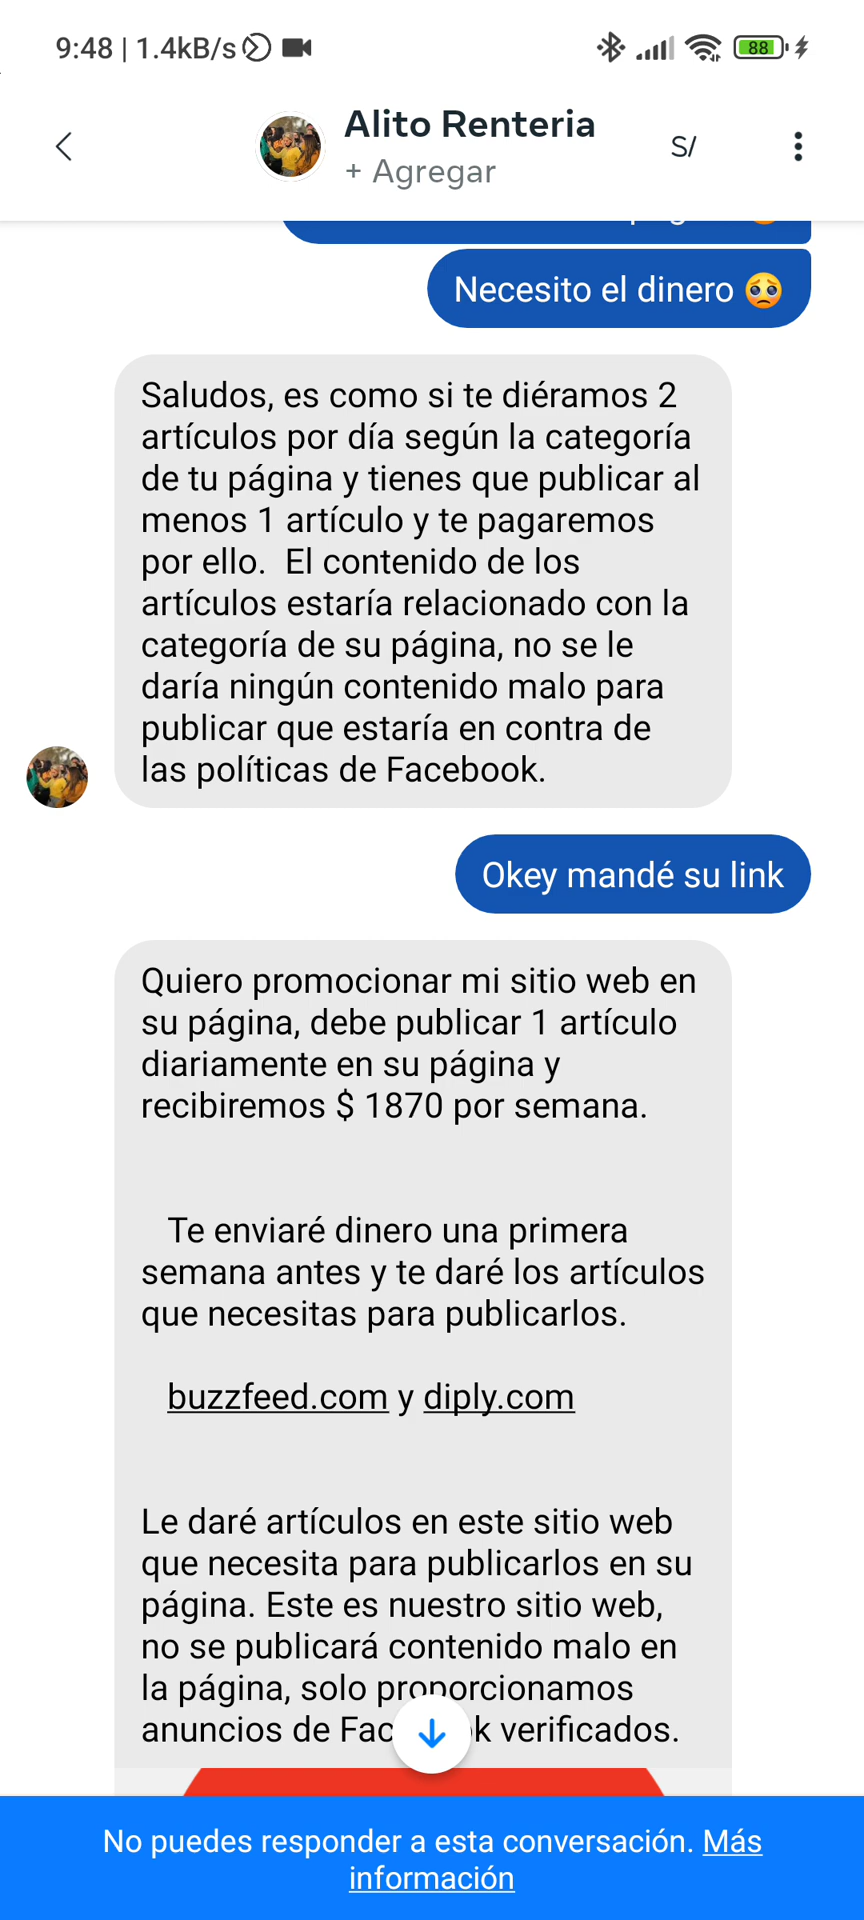 9:48 | 1.4kB/s
88
Alito Renteria
+ Agregar
S/
Necesito el dinero 🥺
Saludos, es como si te diéramos 2
artículos por día según la categoría
de tu página y tienes que publicar al
menos 1 artículo y te pagaremos
por ello.  El contenido de los
artículos estaría relacionado con la
categoría de su página, no se le
daría ningún contenido malo para
publicar que estaría en contra de
las políticas de Facebook.
Okey mandé su link
Quiero promocionar mi sitio web en
su página, debe publicar 1 artículo
diariamente en su página y
recibiremos $ 1870 por semana.
Te enviaré dinero una primera
semana antes y te daré los artículos
que necesitas para publicarlos.
buzzfeed.com y diply.com
Le daré artículos en este sitio web
que necesita para publicarlos en su
página. Este es nuestro sitio web,
no se publicará contenido malo en
la página, solo proporcionamos
anuncios de Fac k verificados.
No puedes responder a esta conversación. Más
información